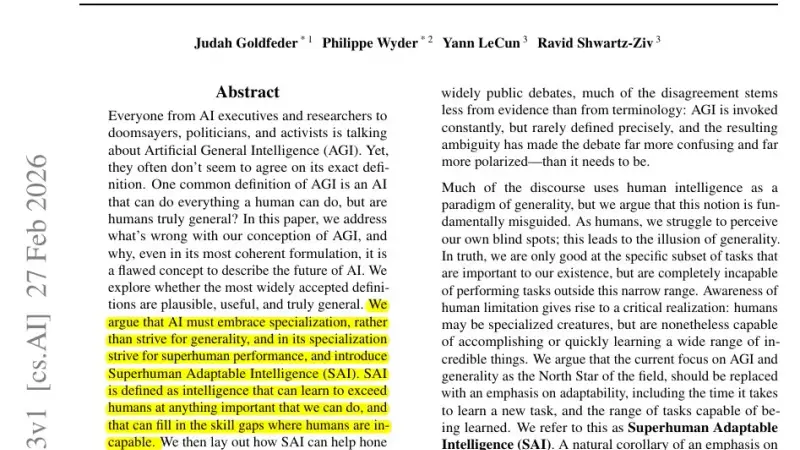 Judah Goldfeder * 1 Philippe Wyder * 2 Yann LeCun 3 Ravid Shwartz-Ziv 3
Abstract
Everyone from AI executives and researchers to
doomsayers, politicians, and activists is talking
about Artificial General Intelligence (AGI). Yet,
they often don't seem to agree on its exact defi-
nition. One common definition of AGI is an AI
that can do everything a human can do, but are
humans truly general? In this paper, we address
what's wrong with our conception of AGI, and
why, even in its most coherent formulation, it is
a flawed concept to describe the future of AI. We
explore whether the most widely accepted defini-
tions are plausible, useful, and truly general. We
argue that AI must embrace specialization, rather
than strive for generality, and in its specialization
strive for superhuman performance, and introduce
Superhuman Adaptable Intelligence (SAI). SAI
is defined as intelligence that can learn to exceed
humans at anything important that we can do, and
that can fill in the skill gaps where humans are in-
capable. We then lay out how SAI can help hone
widely public debates, much of the disagreement stems
less from evidence than from terminology: AGI is invoked
constantly, but rarely defined precisely, and the resulting
ambiguity has made the debate far more confusing and far
more polarized—than it needs to be.
Much of the discourse uses human intelligence as a
paradigm of generality, but we argue that this notion is fun-
damentally misguided. As humans, we struggle to perceive
our own blind spots; this leads to the illusion of generality.
In truth, we are only good at the specific subset of tasks that
are important to our existence, but are completely incapable
of performing tasks outside this narrow range. Awareness of
human limitation gives rise to a critical realization: humans
may be specialized creatures, but are nonetheless capable
of accomplishing or quickly learning a wide range of in-
credible things. We argue that the current focus on AGI and
generality as the North Star of the field, should be replaced
with an emphasis on adaptability, including the time it takes
to learn a new task, and the range of tasks capable of be-
ing learned. We refer to this as Superhuman Adaptable
Intelligence (SAI). A natural corollary of an emphasis on
3v1 [cs.AI] 27 Feb 2026